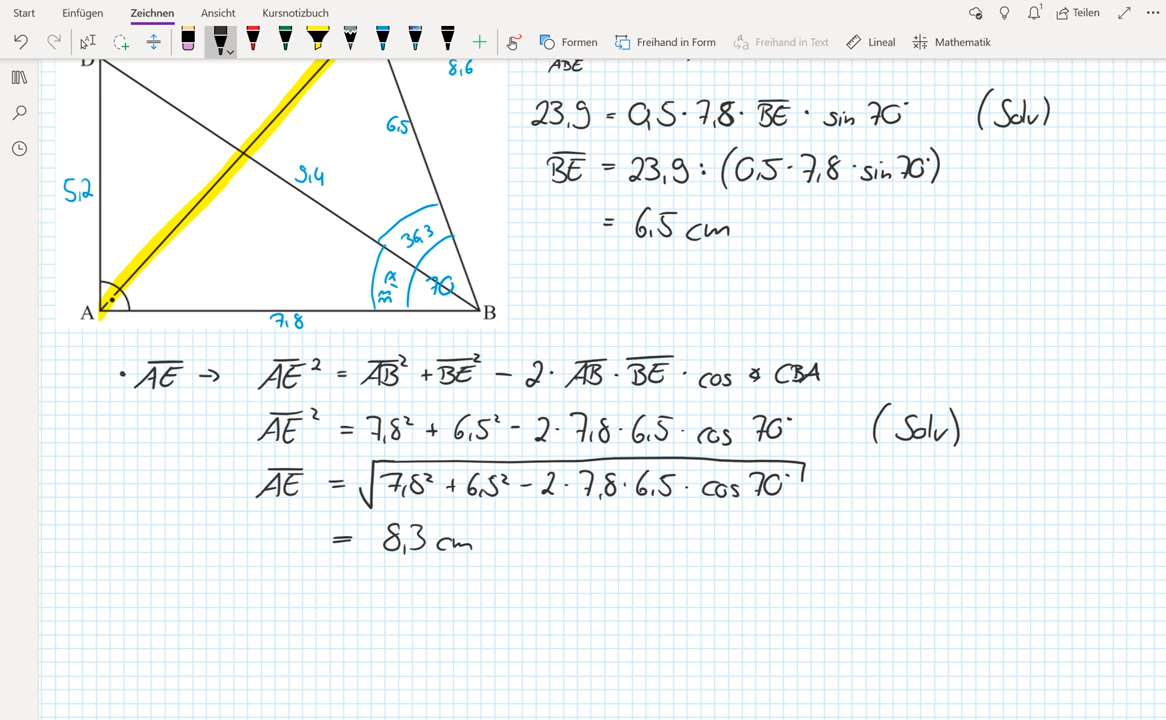 Start Einfügen Zeichnen Ansicht Kursnotizbuch Teilen
Formen Freihand in Form Freihand in Text Lineal Mathematik
D
8,6
ABE
6,5
9,4
5,2
36,3
33,7
70
A
B
7,8
23,9 = 0,5 · 7,8 · BE · sin 70° (Solv)
BE = 23,9 : (0,5 · 7,8 · sin 70°)
= 6,5 cm
· AE → AE² = AB² + BE² − 2 · AB · BE · cos ∢ CBA
AE² = 7,8² + 6,5² − 2 · 7,8 · 6,5 · cos 70° (Solv)
AE = √7,8² + 6,5² − 2 · 7,8 · 6,5 · cos 70°
= 8,3 cm